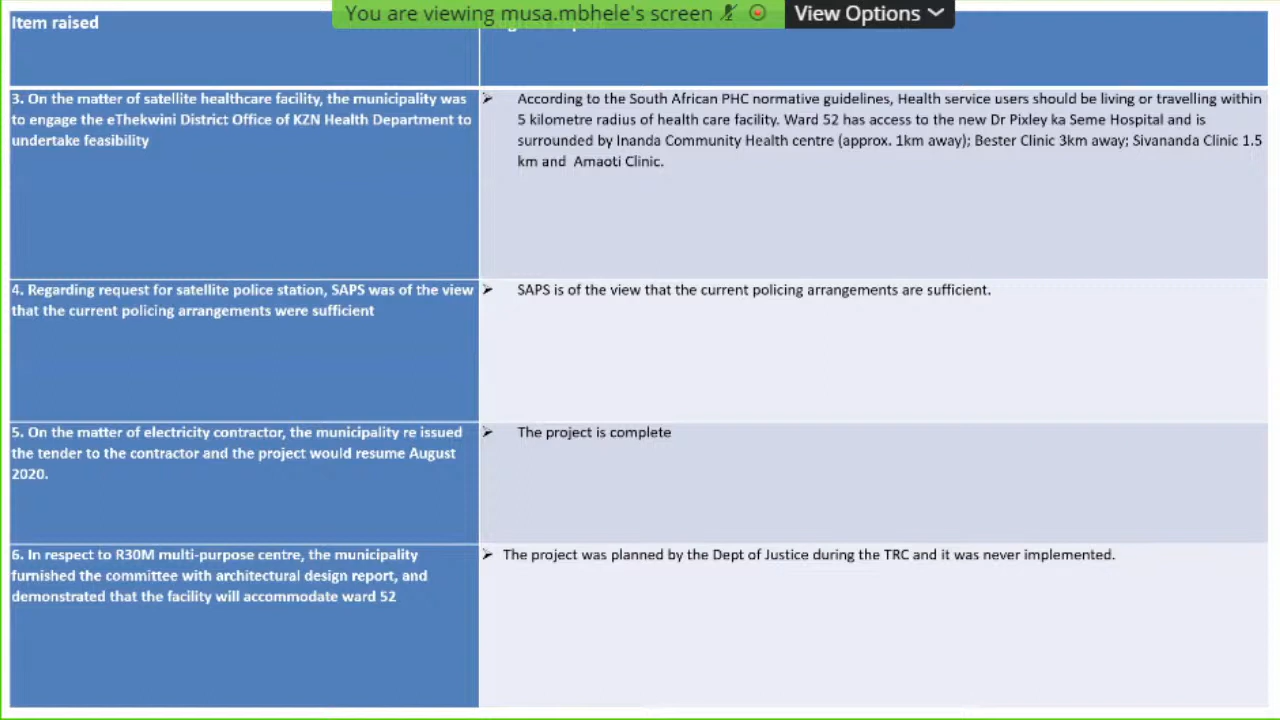 You are viewing musa.mbhele's screen View Options
Item raised
3. On the matter of satellite healthcare facility, the municipality was
to engage the eThekwini District Office of KZN Health Department to
undertake feasibility
➢ According to the South African PHC normative guidelines, Health service users should be living or travelling within
5 kilometre radius of health care facility. Ward 52 has access to the new Dr Pixley ka Seme Hospital and is
surrounded by Inanda Community Health centre (approx. 1km away); Bester Clinic 3km away; Sivananda Clinic 1.5
km and Amaoti Clinic.
4. Regarding request for satellite police station, SAPS was of the view
that the current policing arrangements were sufficient
➢ SAPS is of the view that the current policing arrangements are sufficient.
5. On the matter of electricity contractor, the municipality re issued
the tender to the contractor and the project would resume August
2020.
➢ The project is complete
6. In respect to R30M multi-purpose centre, the municipality
furnished the committee with architectural design report, and
demonstrated that the facility will accommodate ward 52
➢ The project was planned by the Dept of Justice during the TRC and it was never implemented.